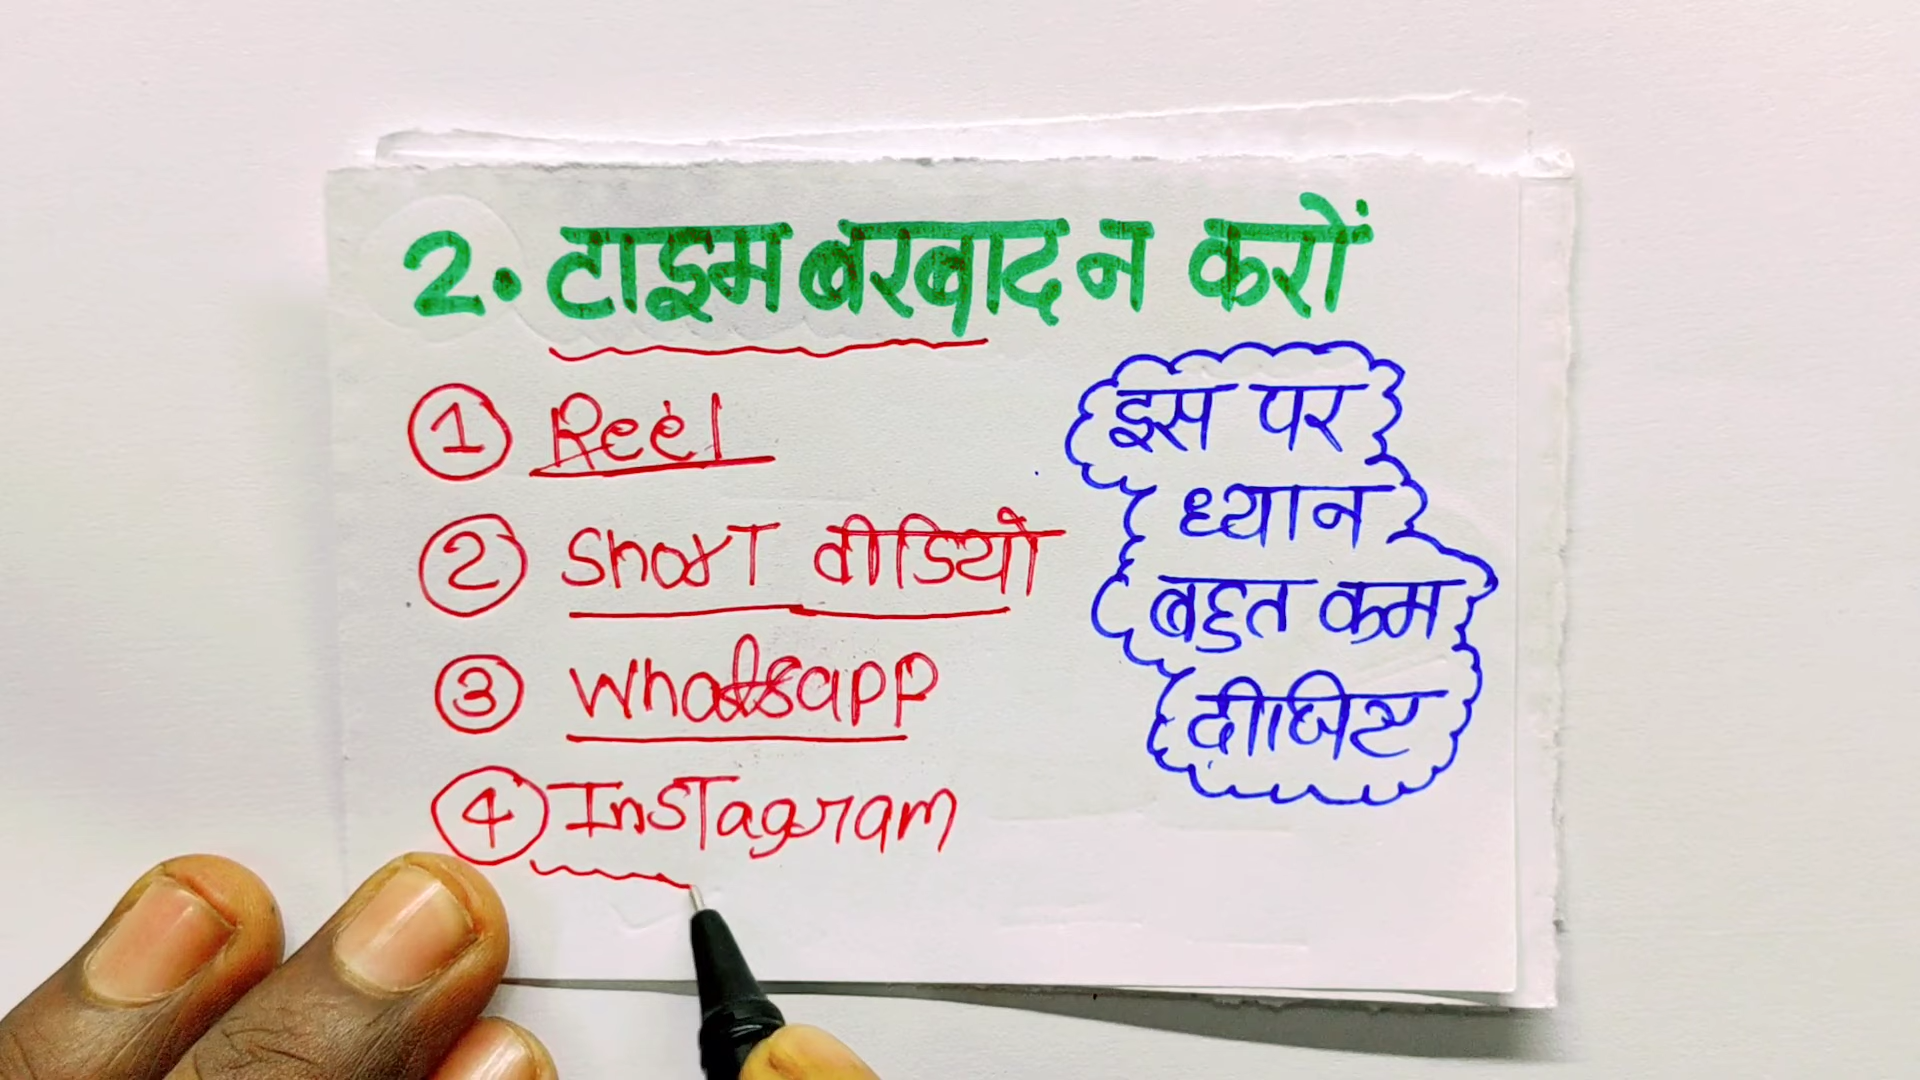 2. टाइम बरबाद न करों
1 Reel
2 Short वीडियो
3 Whatsapp
4 Instagram
इस पर
ध्यान
बहुत कम
दीजिए